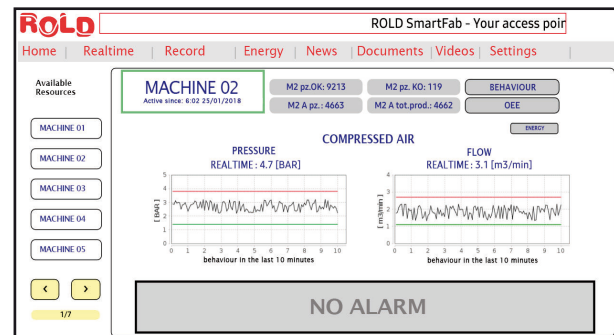 ROLD
ROLD SmartFab - Your access poin
Home | Realtime | Record | Energy | News | Documents | Videos | Settings |
Available
Resources
MACHINE 01
MACHINE 02
MACHINE 03
MACHINE 04
MACHINE 05
< >
1/7
MACHINE 02
Active since: 6:02 25/01/2018
M2 pz.OK: 9213
M2 pz. KO: 119
BEHAVIOUR
M2 A pz.: 4663
M2 A tot.prod.: 4662
OEE
ENERGY
COMPRESSED AIR
PRESSURE
REALTIME : 4.7 [BAR]
[ BAR ]
5
4
3
2
1
0
0 1 2 3 4 5 6 7 8 9 10
behaviour in the last 10 minutes
FLOW
REALTIME : 3.1 [m3/min]
[ m3/min ]
4
3
2
1
0
0 1 2 3 4 5 6 7 8 9 10
behaviour in the last 10 minutes
NO ALARM